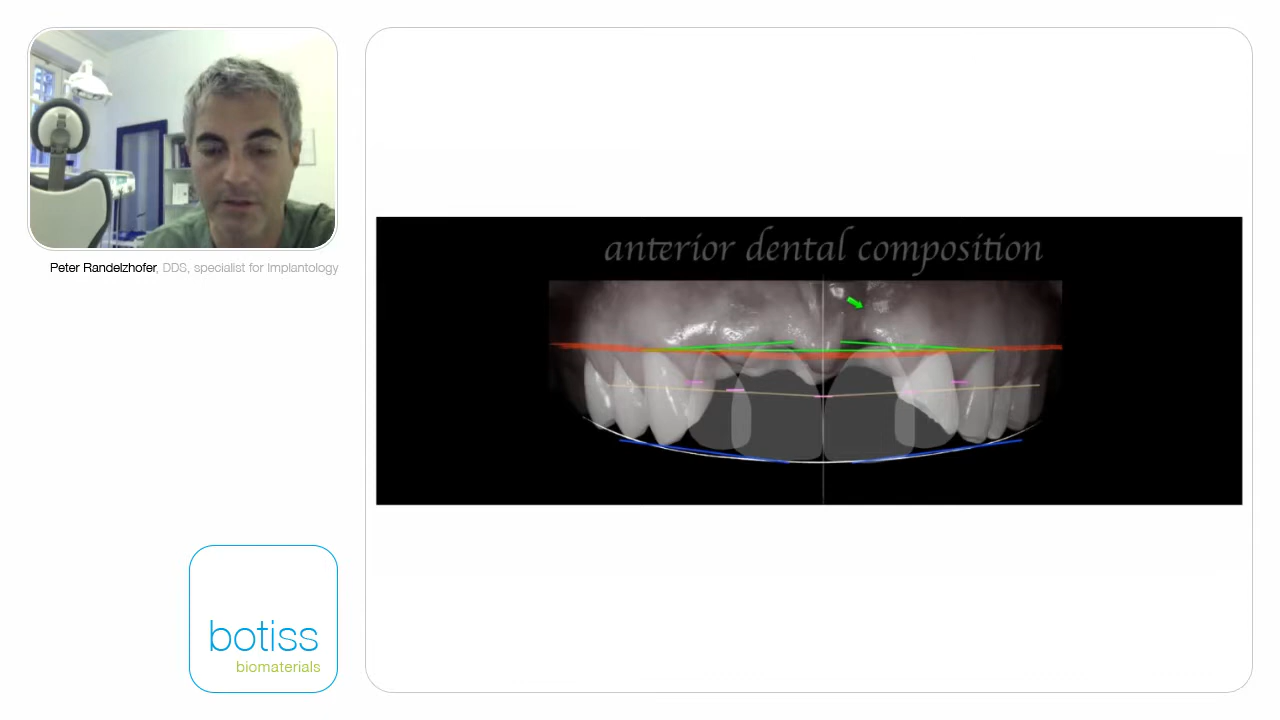 Peter Randelzhofer, DDS, specialist for Implantology
anterior dental composition
botiss
biomaterials